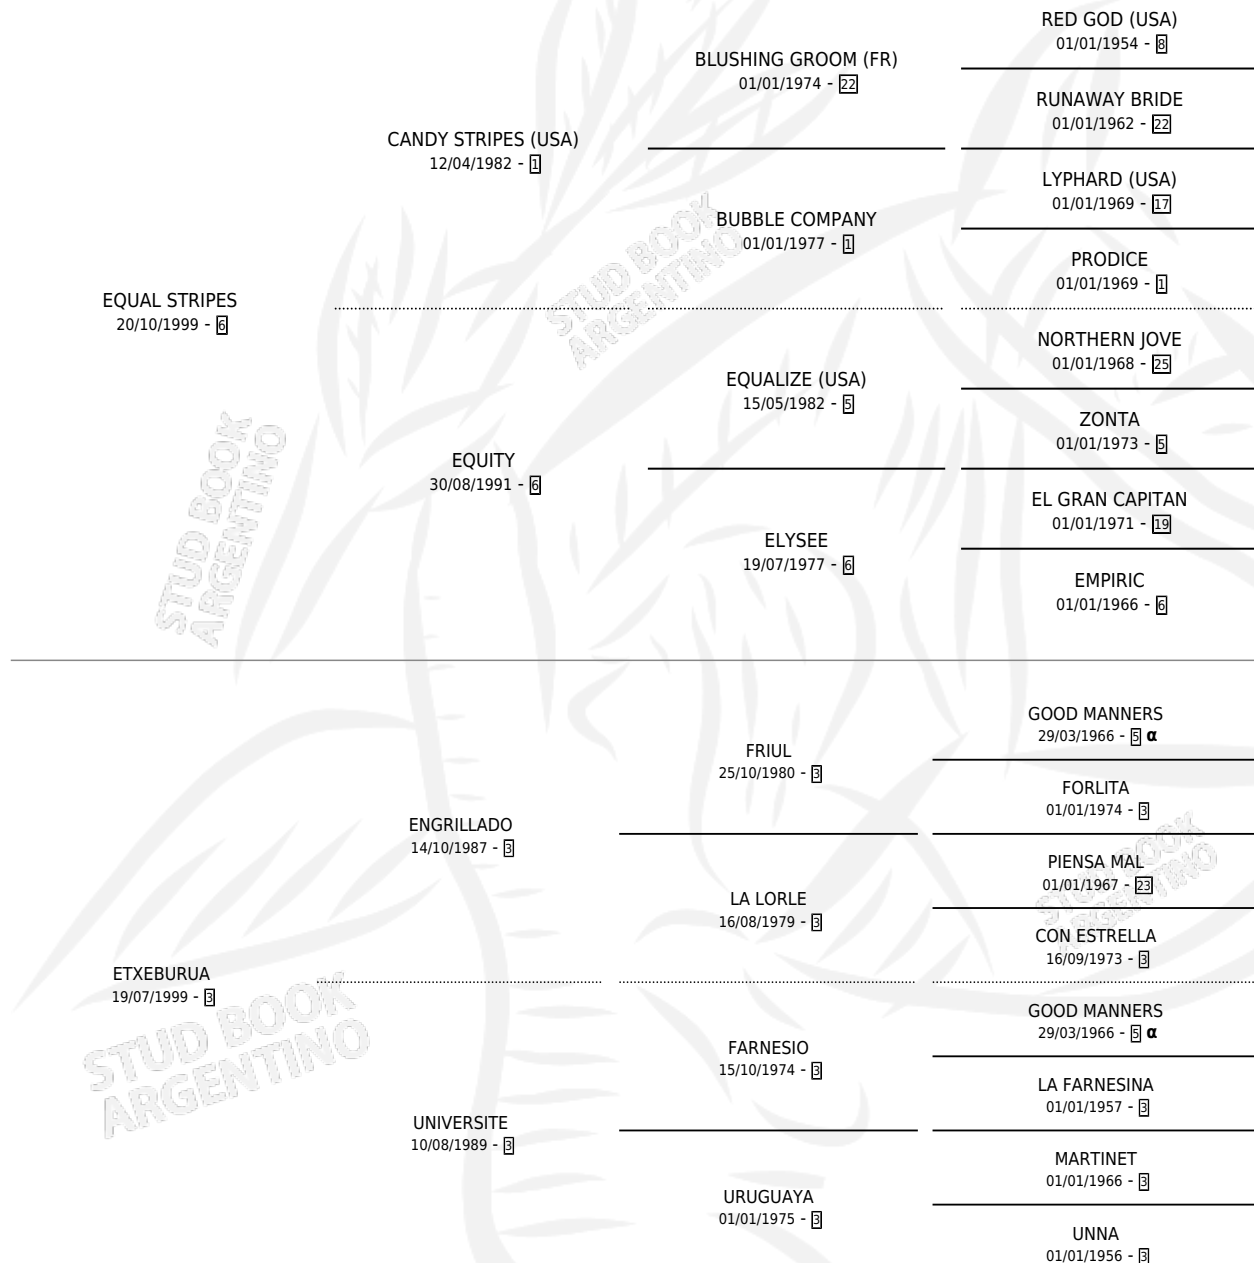 RED GOD (USA)
01/01/1954 - 8
BLUSHING GROOM (FR)
01/01/1974 - 22
RUNAWAY BRIDE
01/01/1962 - 22
CANDY STRIPES (USA)
12/04/1982 - 1
LYPHARD (USA)
01/01/1969 - 17
BUBBLE COMPANY
01/01/1977 - 1
PRODICE
01/01/1969 - 1
STUD BOOK
ARGENTINO
EQUAL STRIPES
20/10/1999 - 6
NORTHERN JOVE
01/01/1968 - 25
EQUALIZE (USA)
15/05/1982 - 5
ZONTA
01/01/1973 - 5
EQUITY
30/08/1991 - 6
EL GRAN CAPITAN
01/01/1971 - 19
ELYSEE
19/07/1977 - 6
EMPIRIC
01/01/1966 - 6
STUD BOOK
ARGENTINO
GOOD MANNERS
29/03/1966 - 5 α
FRIUL
25/10/1980 - 3
FORLITA
01/01/1974 - 3
ENGRILLADO
14/10/1987 - 3
PIENSA MAL
01/01/1967 - 23
LA LORLE
16/08/1979 - 3
CON ESTRELLA
16/09/1973 - 3
STUD BOOK
ARGENTINO
ETXEBURUA
19/07/1999 - 3
GOOD MANNERS
29/03/1966 - 5 α
FARNESIO
15/10/1974 - 3
LA FARNESINA
01/01/1957 - 3
STUD BOOK
ARGENTINO
UNIVERSITE
10/08/1989 - 3
MARTINET
01/01/1966 - 3
URUGUAYA
01/01/1975 - 3
UNNA
01/01/1956 - 3